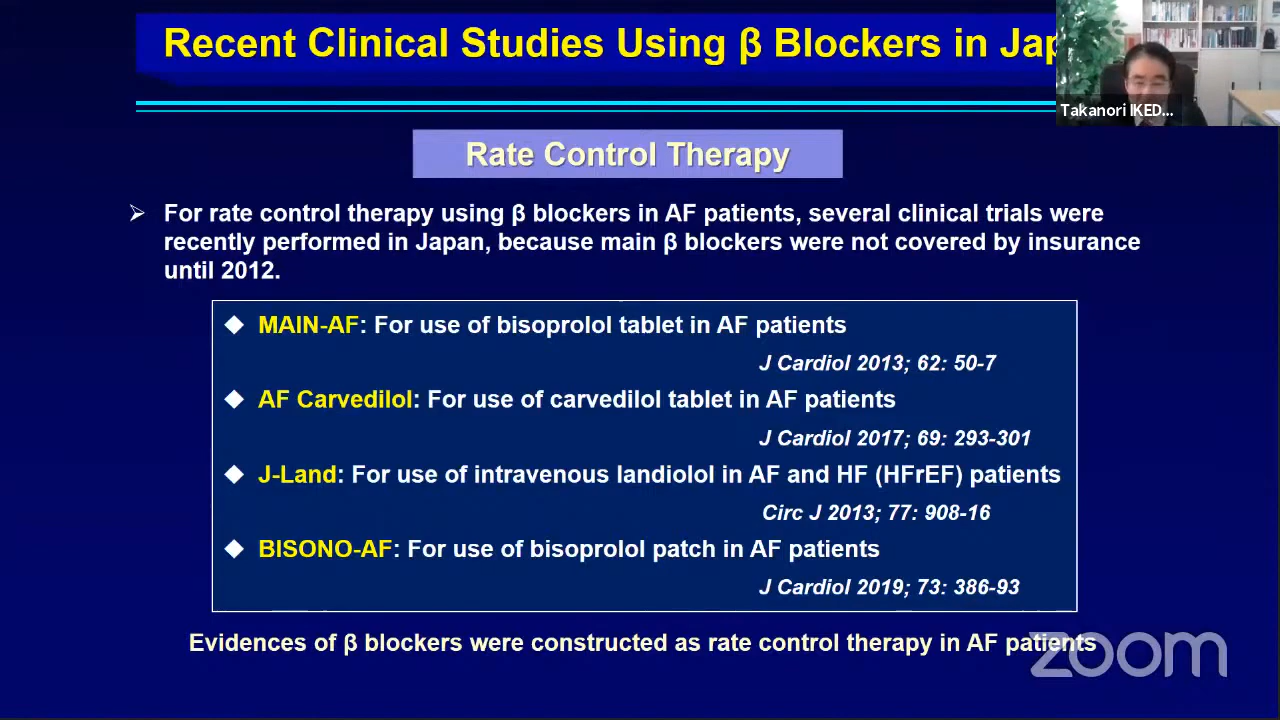 Recent Clinical Studies Using β Blockers in Jap
Takanori IKED...
Rate Control Therapy
➢ For rate control therapy using β blockers in AF patients, several clinical trials were
recently performed in Japan, because main β blockers were not covered by insurance
until 2012.
◆ MAIN-AF: For use of bisoprolol tablet in AF patients
J Cardiol 2013; 62: 50-7
◆ AF Carvedilol: For use of carvedilol tablet in AF patients
J Cardiol 2017; 69: 293-301
◆ J-Land: For use of intravenous landiolol in AF and HF (HFrEF) patients
Circ J 2013; 77: 908-16
◆ BISONO-AF: For use of bisoprolol patch in AF patients
J Cardiol 2019; 73: 386-93
Evidences of β blockers were constructed as rate control therapy in AF patients
zoom